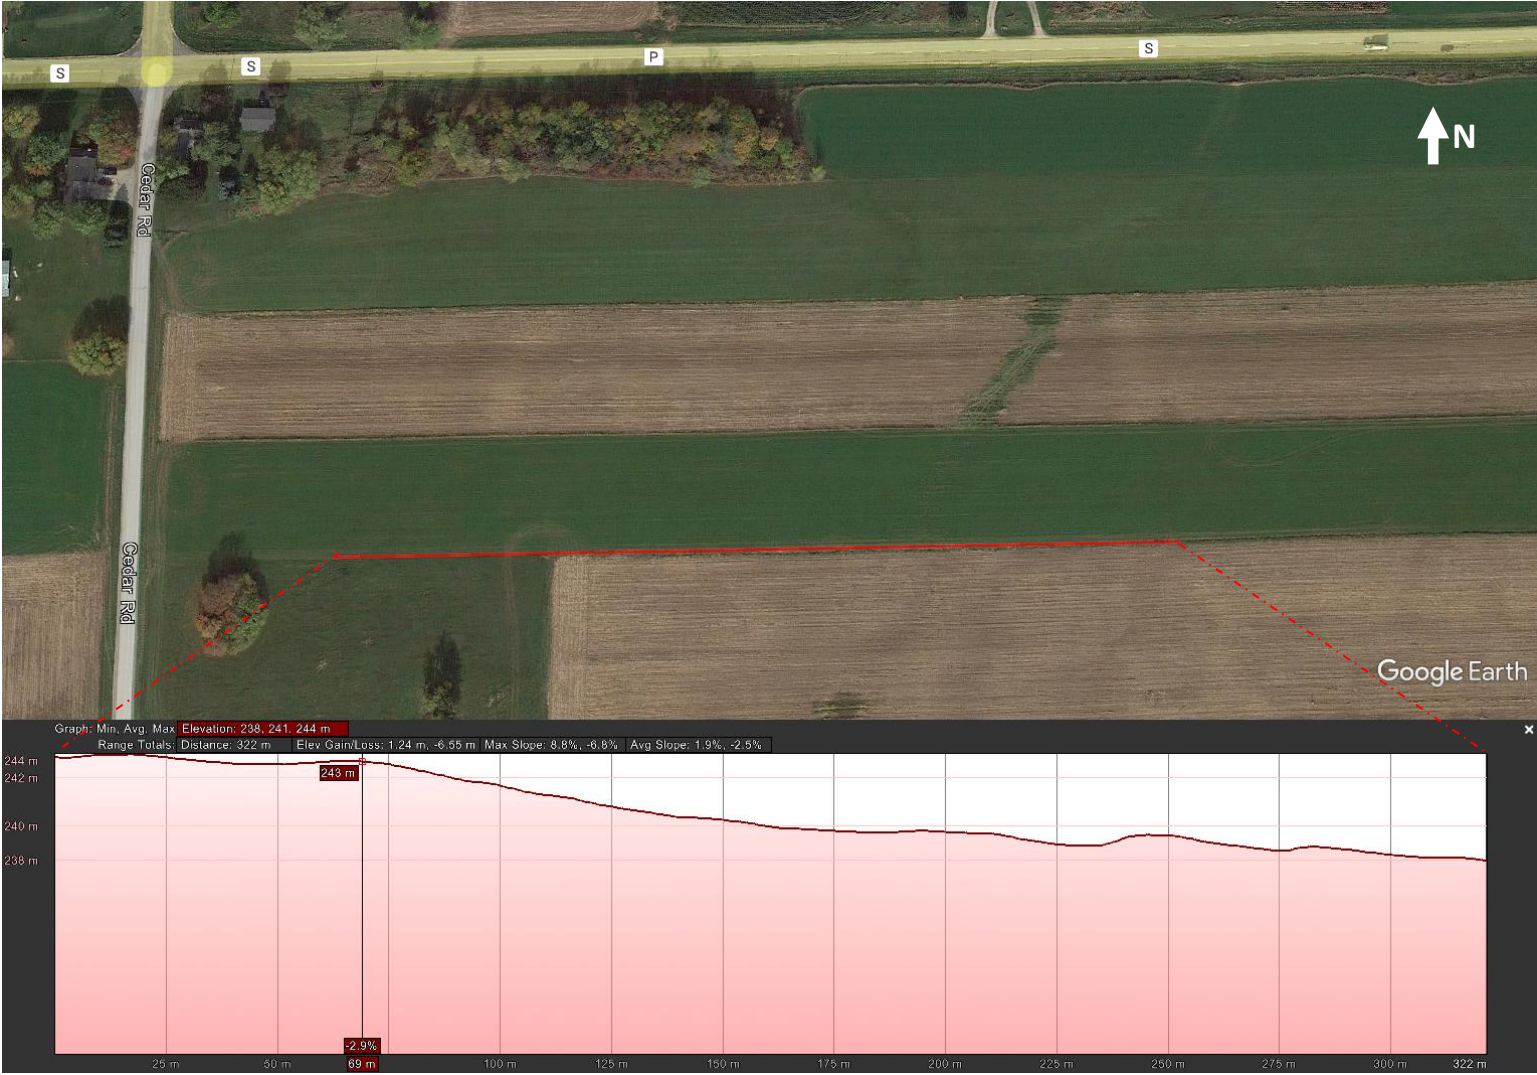 S
S
P
S
N
Cedar Rd
Cedar Rd
Google Earth
Graph: Min, Avg, Max Elevation: 238, 241, 244 m
Range Totals: Distance: 322 m Elev Gain/Loss: 1.24 m, -6.55 m Max Slope: 8.8%, -6.8% Avg Slope: 1.9%, -2.5%
244 m
243 m
242 m
240 m
238 m
-2.9%
25 m 50 m 69 m 100 m 125 m 150 m 175 m 200 m 225 m 250 m 275 m 300 m 322 m